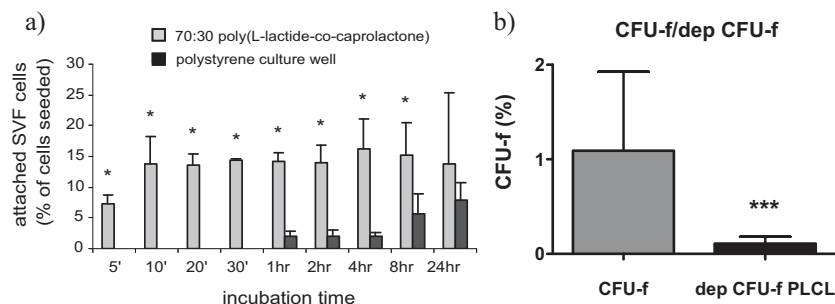 a)
70:30 poly(L-lactide-co-caprolactone)
polystyrene culture well
attached SVF cells
(% of cells seeded)
30
25
20
15
10
5
0
* * * * * * * *
5' 10' 20' 30' 1hr 2hr 4hr 8hr 24hr
incubation time
b)
CFU-f/dep CFU-f
CFU-f (%)
2
1
0
***
CFU-f dep CFU-f PLCL